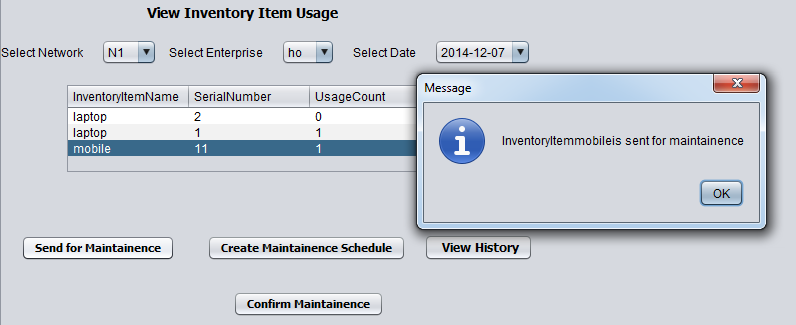 View Inventory Item Usage
Select Network N1 Select Enterprise ho Select Date 2014-12-07
Message
InventoryItemName SerialNumber UsageCount
laptop 2 0
laptop 1 1
mobile 11 1
InventoryItemmobileis sent for maintainence
OK
Send for Maintainence Create Maintainence Schedule View History
Confirm Maintainence